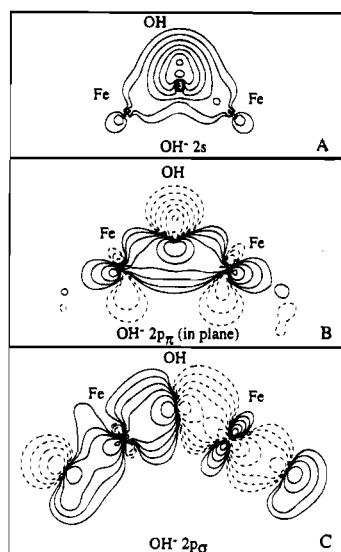 OH
Fe Fe
OH⁻ 2s A
OH
Fe Fe
OH⁻ 2pπ (in plane) B
OH
Fe Fe
OH⁻ 2pσ C